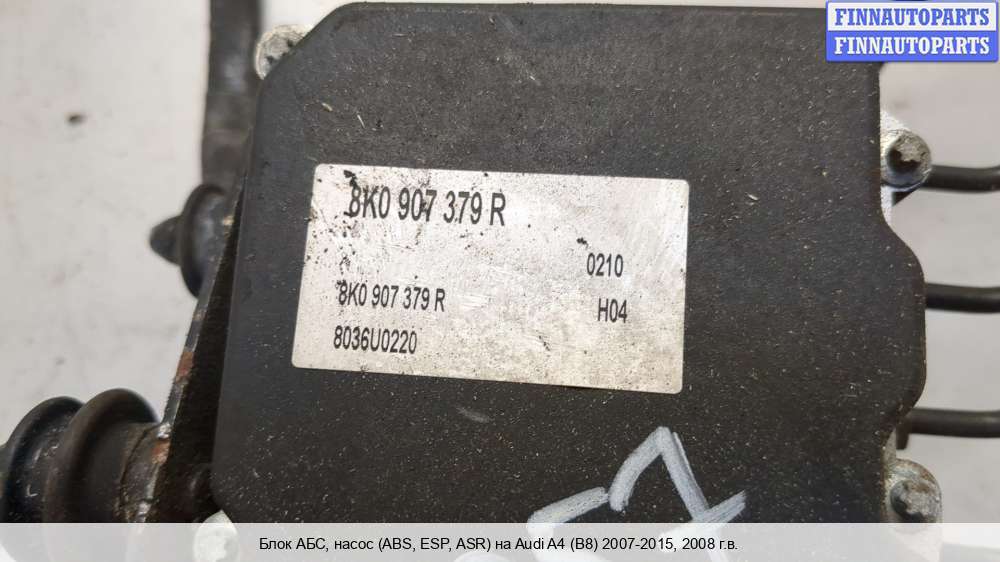 FINNAUTOPARTS
FINNAUTOPARTS
8K0 907 379 R
0210
8K0 907 379 R
H04
8036U0220
7
Блок АБС, насос (ABS, ESP, ASR) на Audi A4 (B8) 2007-2015, 2008 г.в.